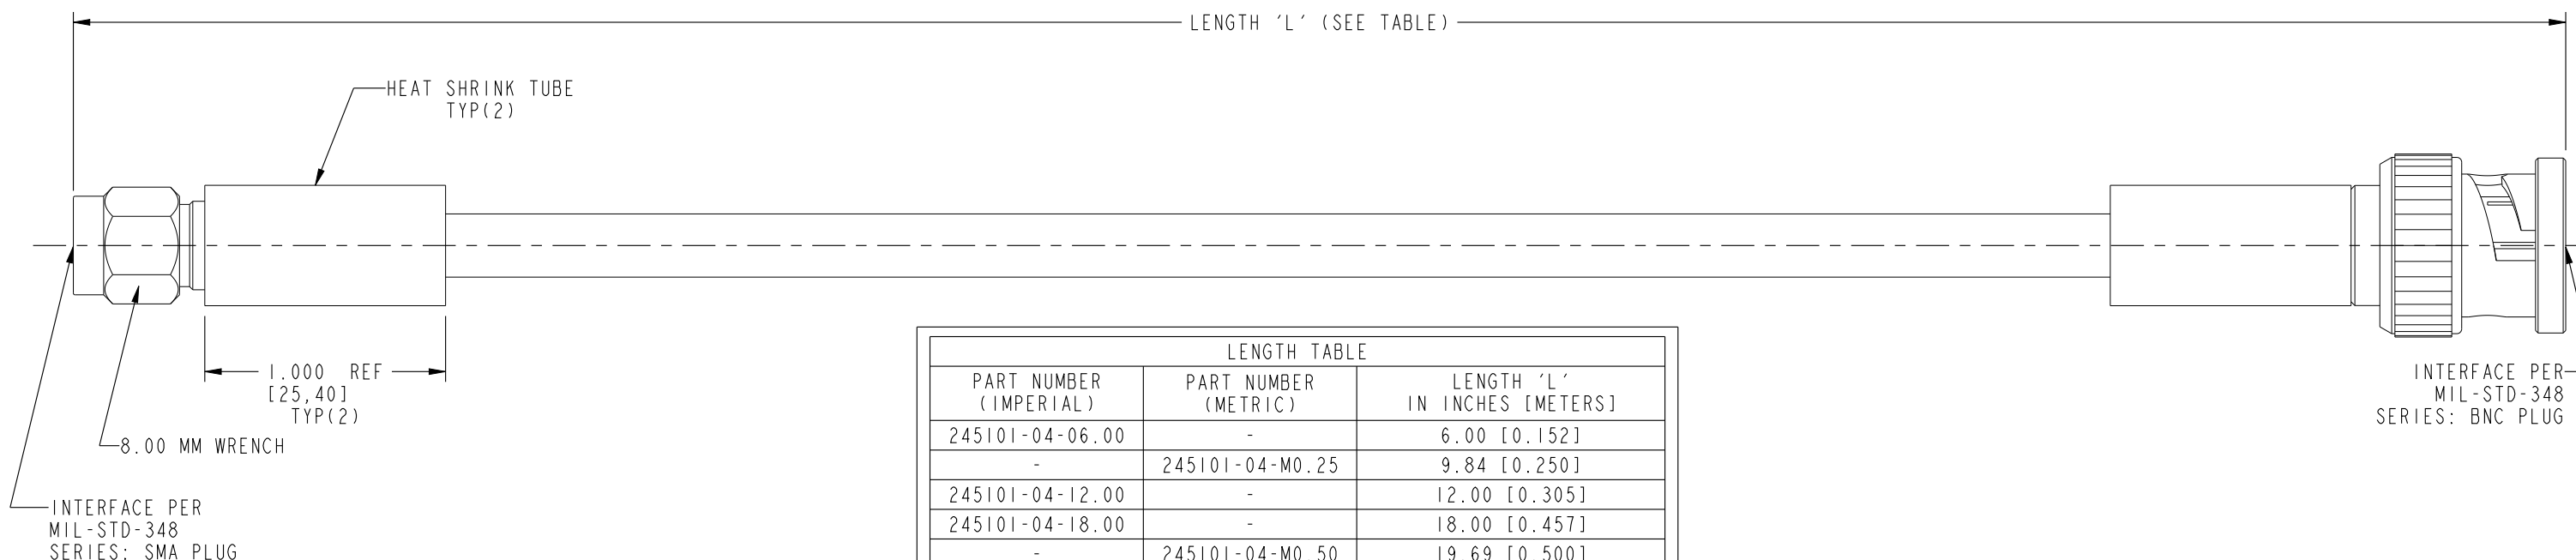 LENGTH 'L' (SEE TABLE)
HEAT SHRINK TUBE
TYP(2)
1.000 REF
[25,40]
TYP(2)
8.00 MM WRENCH
INTERFACE PER
MIL-STD-348
SERIES: SMA PLUG
INTERFACE PER
MIL-STD-348
SERIES: BNC PLUG
LENGTH TABLE
PART NUMBER (IMPERIAL) PART NUMBER (METRIC) LENGTH 'L' IN INCHES [METERS]
245101-04-06.00 - 6.00 [0.152]
- 245101-04-M0.25 9.84 [0.250]
245101-04-12.00 - 12.00 [0.305]
245101-04-18.00 - 18.00 [0.457]
- 245101-04-M0.50 19.69 [0.500]